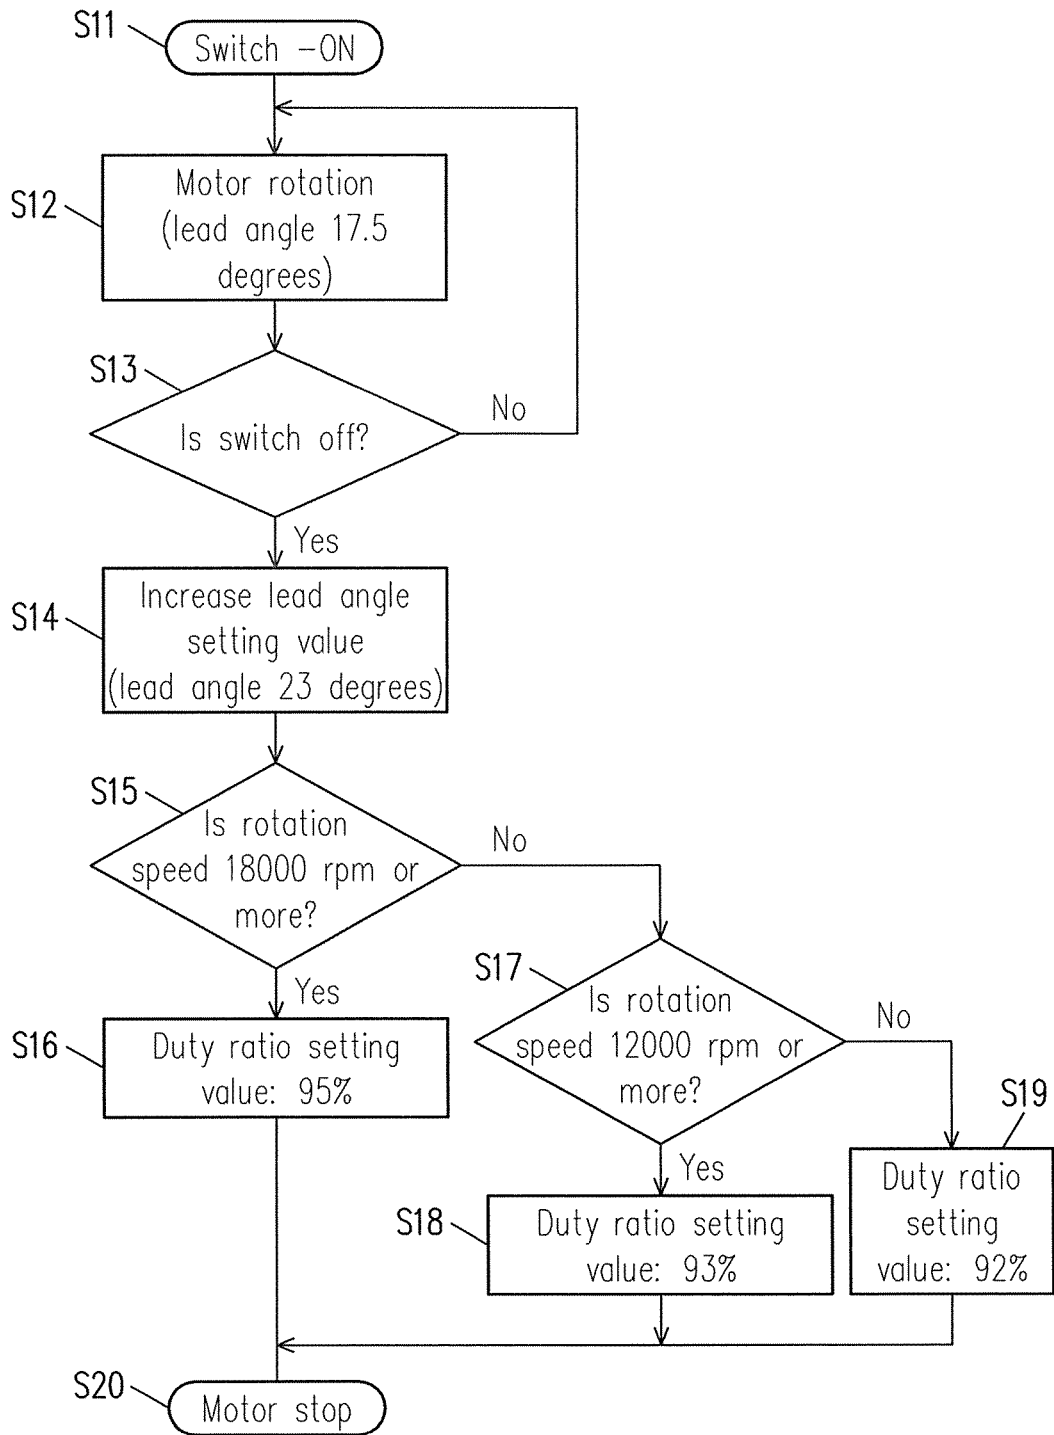 S11
Switch -ON
S12
Motor rotation
(lead angle 17.5
degrees)
S13
Is switch off?
No
Yes
S14
Increase lead angle
setting value
(lead angle 23 degrees)
S15
Is rotation
speed 18000 rpm or
more?
No
Yes
S16
Duty ratio setting
value: 95%
S17
Is rotation
speed 12000 rpm or
more?
No
Yes
S18
Duty ratio setting
value: 93%
S19
Duty ratio
setting
value: 92%
S20
Motor stop